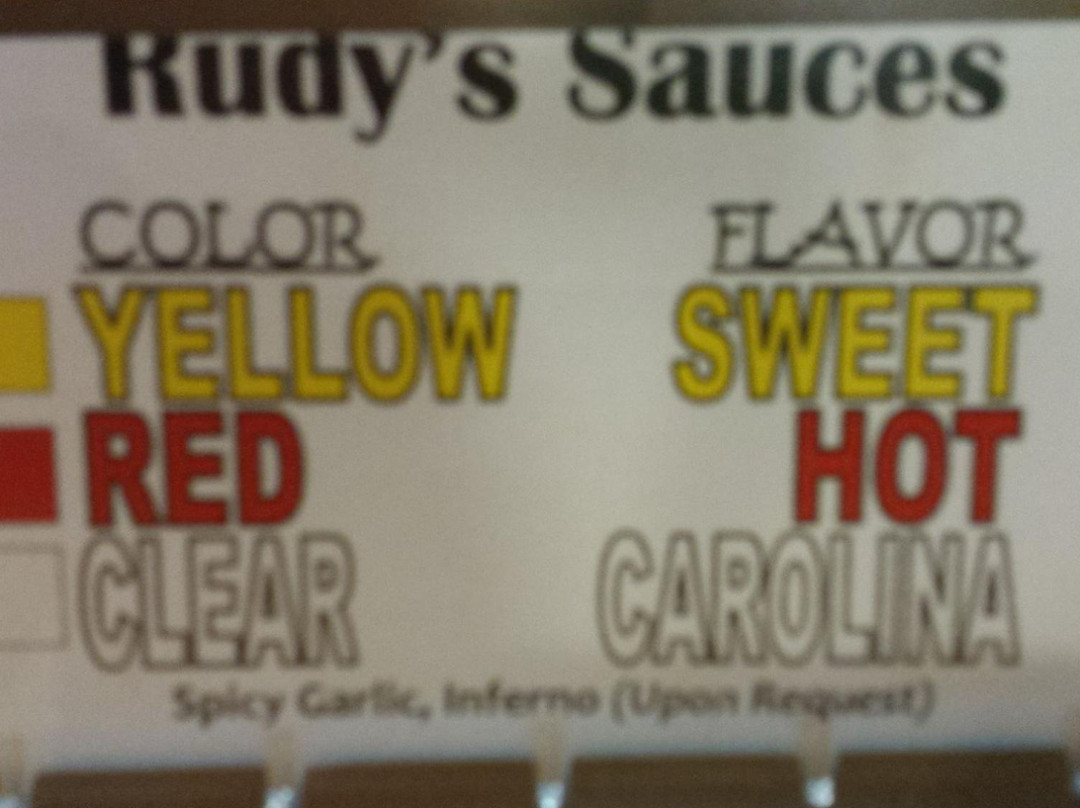 Rudy's Sauces
COLOR FLAVOR
YELLOW SWEET
RED HOT
CLEAR CAROLINA
Spicy Garlic, Inferno (Upon Request)